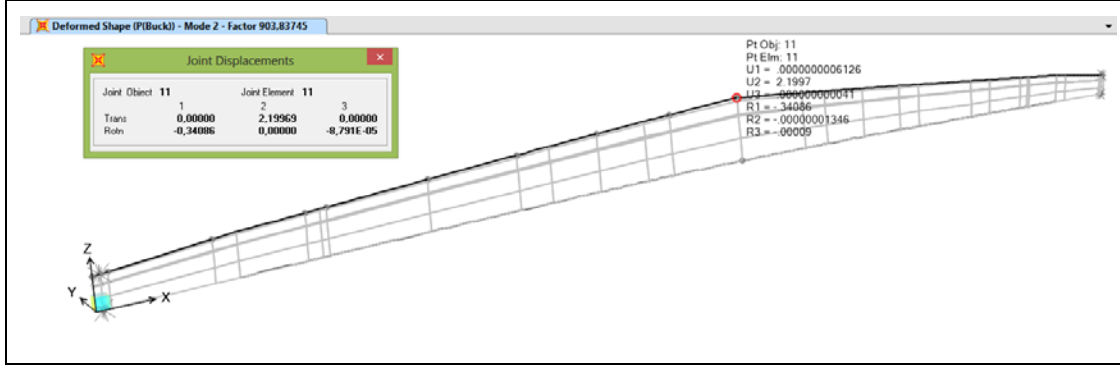 Deformed Shape (P(Buck)) - Mode 2 - Factor 903,83745
Joint Displacements
Joint Object 11 Joint Element 11
1 2 3
Trans 0,00000 2,19969 0,00000
Rotn -0,34086 0,00000 -8,791E-05
Pt Obj: 11
Pt Elm: 11
U1 = .0000000006126
U2 = 2.1997
U3 = .000000000041
R1 = -.34086
R2 = -.00000001346
R3 = -.00009
Z
Y
X